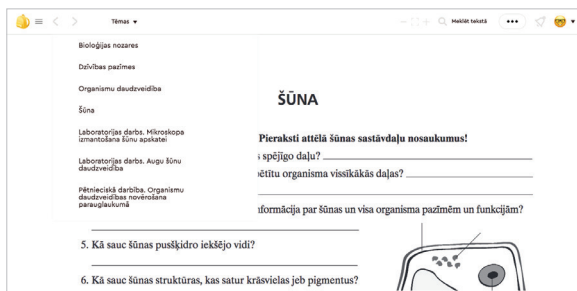 Tēmas
Meklēt tekstā
Bioloģijas nozares
Dzīvības pazīmes
Organismu daudzveidība
Šūna
Laboratorijas darbs. Mikroskopa
izmantošana šūnu apskatei
Laboratorijas darbs. Augu šūnu
daudzveidība
Pētnieciskā darbība. Organismu
daudzveidības novērošana
parauglaukumā
ŠŪNA
Pieraksti attēlā šūnas sastāvdaļu nosaukumus!
spējīgo daļu?
organisma vissīkākās daļas?
informācija par šūnas un visa organisma pazīmēm un funkcijām?
5. Kā sauc šūnas pusšķidro iekšējo vidi?
6. Kā sauc šūnas struktūras, kas satur krāsvielas jeb pigmentus?